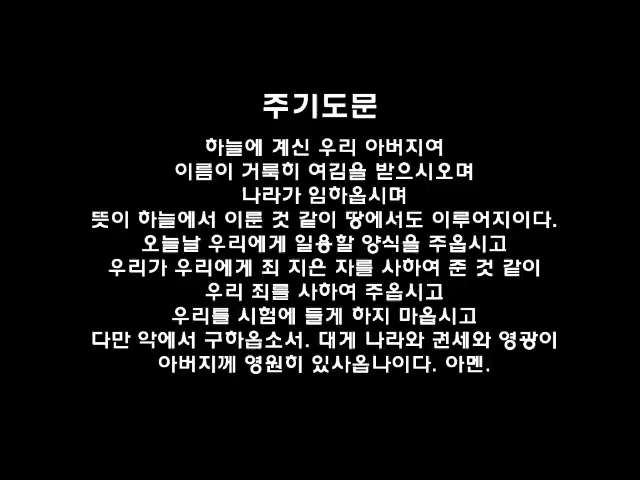 주기도문
하늘에 계신 우리 아버지여
이름이 거룩히 여김을 받으시오며
나라가 임하옵시며
뜻이 하늘에서 이룬 것 같이 땅에서도 이루어지이다.
오늘날 우리에게 일용할 양식을 주옵시고
우리가 우리에게 죄 지은 자를 사하여 준 것 같이
우리 죄를 사하여 주옵시고
우리를 시험에 들게 하지 마옵시고
다만 악에서 구하옵소서. 대게 나라와 권세와 영광이
아버지께 영원히 있사옵나이다. 아멘.